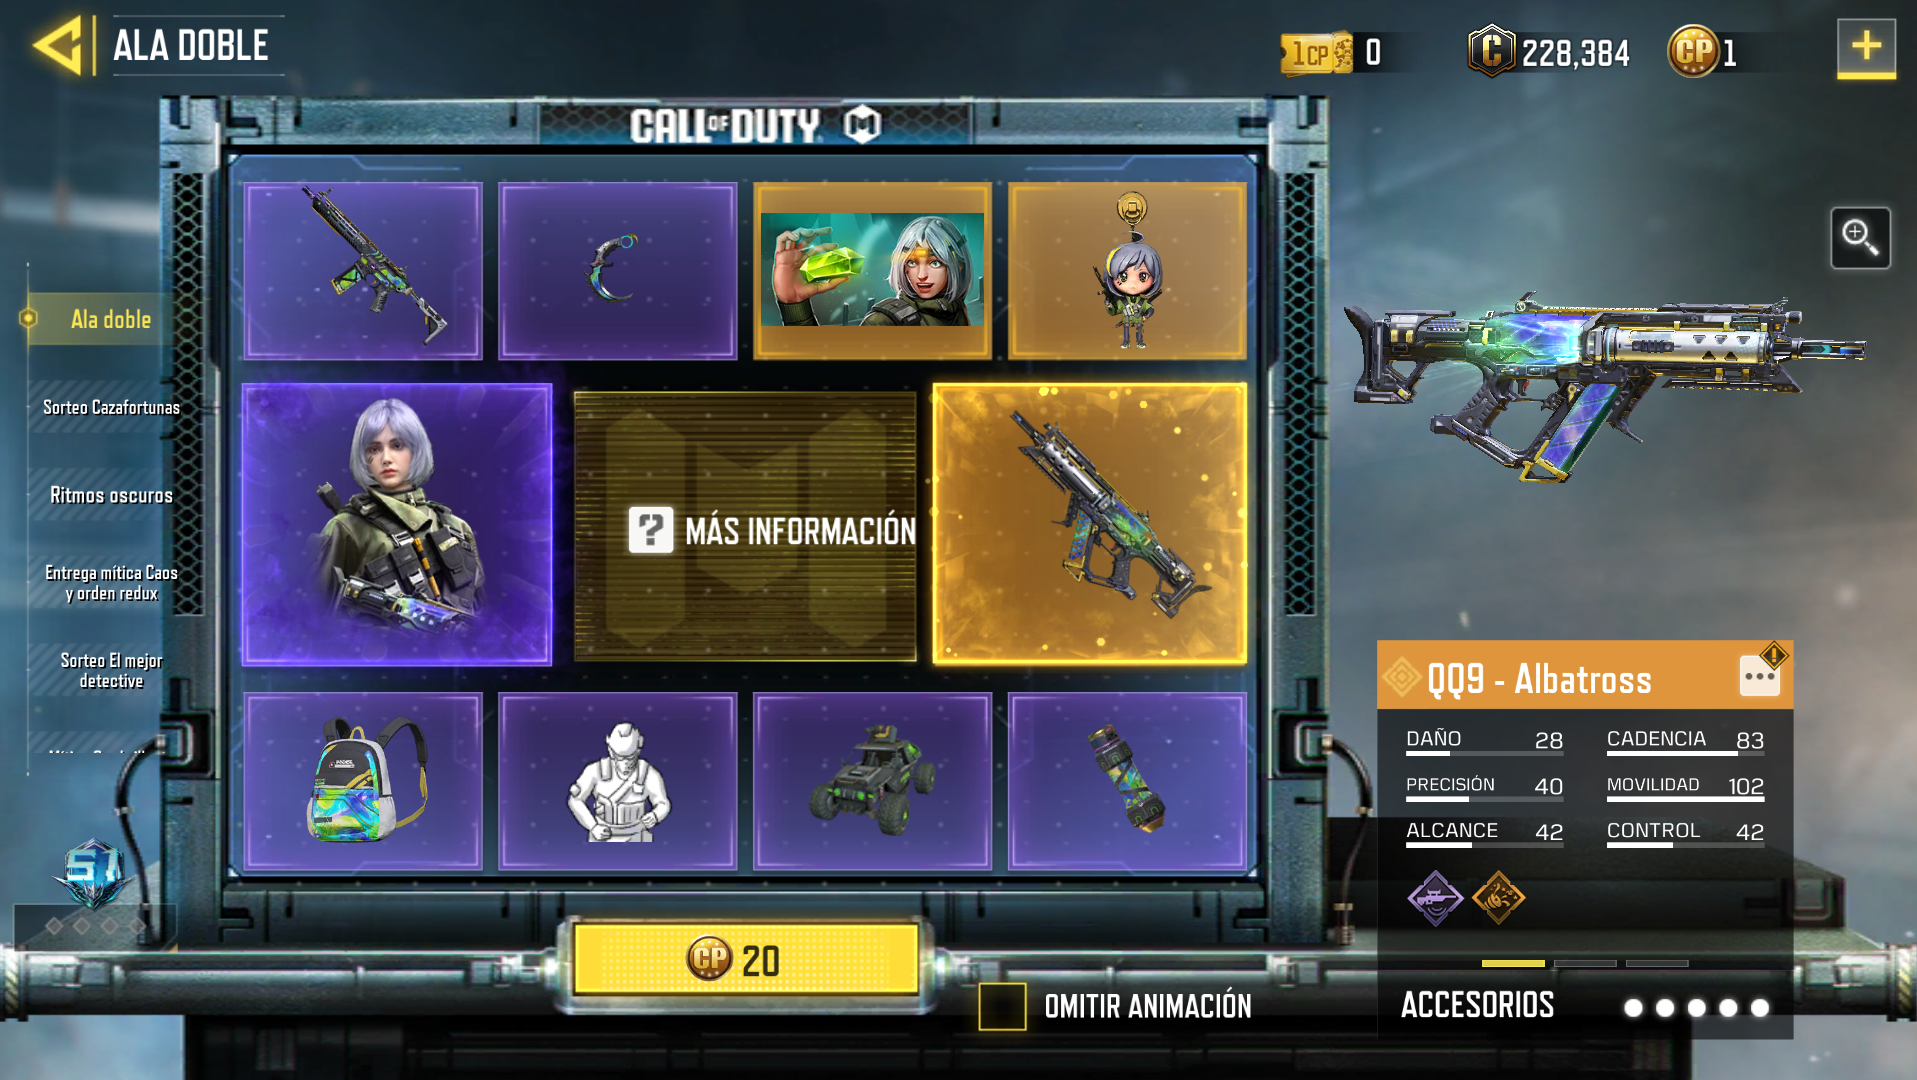 ALA DOBLE
1CP
0
228,384
CP
1
CALL OF DUTY
Ala doble
Sorteo Cazafortunas
Ritmos oscuros
Entrega mítica Caos
y orden redux
Sorteo El mejor
detective
MÁS INFORMACIÓN
QQ9 - Albatross
DAÑO 28
CADENCIA 83
PRECISIÓN 40
MOVILIDAD 102
ALCANCE 42
CONTROL 42
ACCESORIOS
S1
CP 20
OMITIR ANIMACIÓN